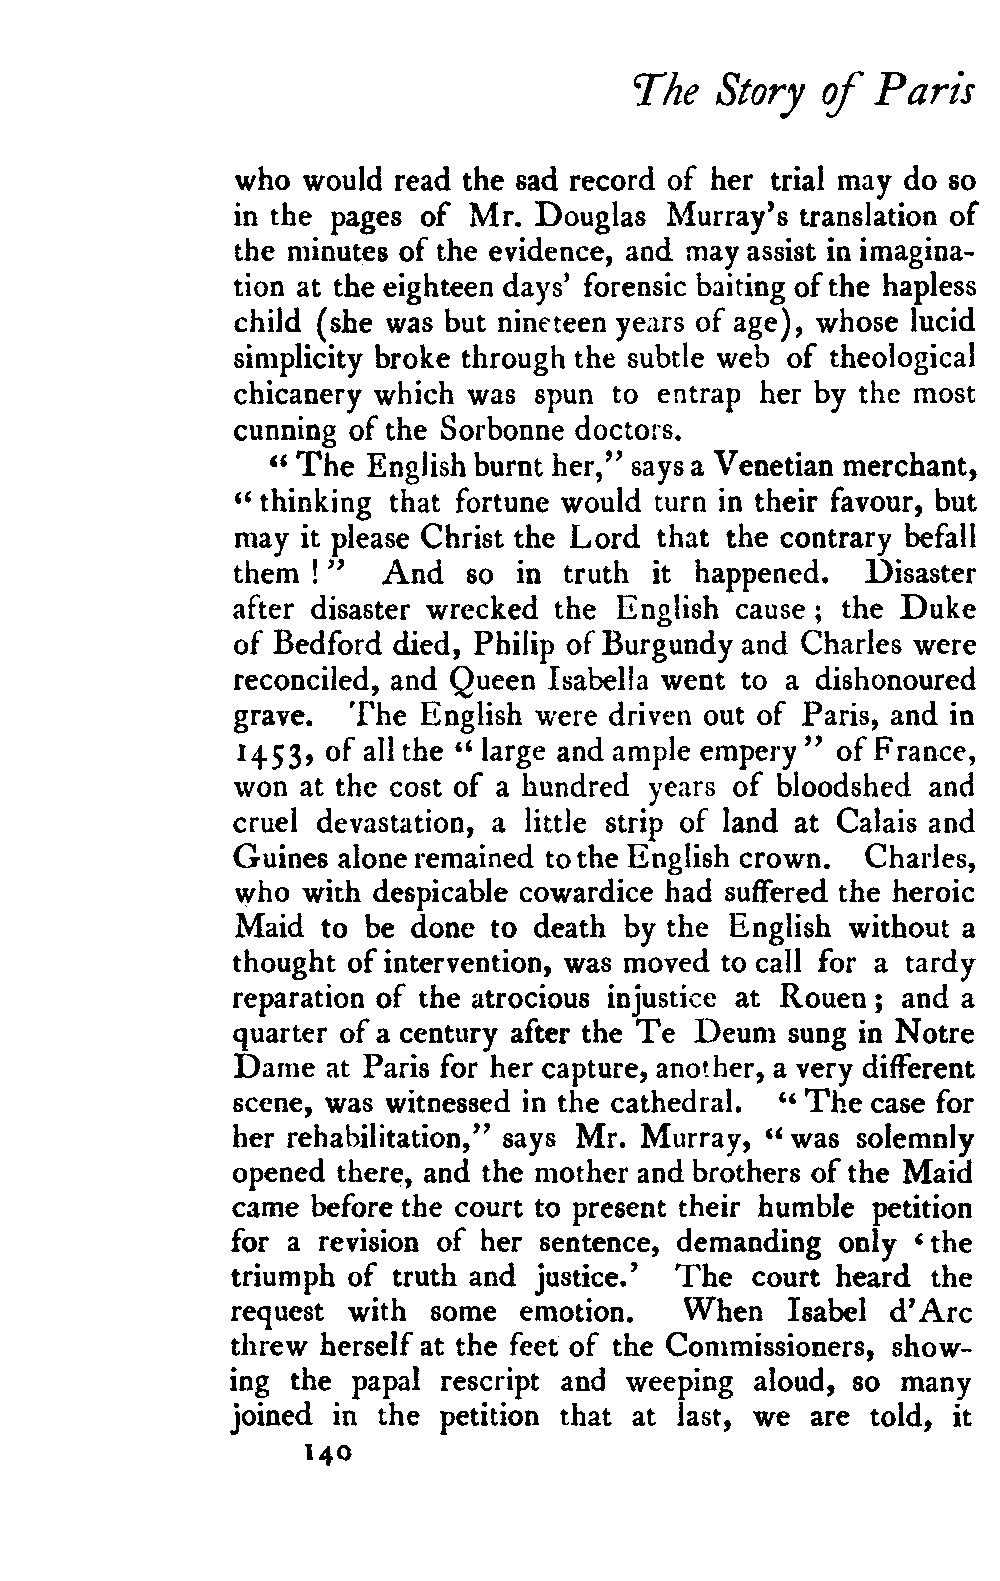 The Story of Paris
who would read the sad record of her trial may do so
in the pages of Mr. Douglas Murray's translation of
the minutes of the evidence, and may assist in imagina-
tion at the eighteen days' forensic baiting of the hapless
child (she was but nineteen years of age), whose lucid
simplicity broke through the subtle web of theological
chicanery which was spun to entrap her by the most
cunning of the Sorbonne doctors.
"The English burnt her," says a Venetian merchant,
"thinking that fortune would turn in their favour, but
may it please Christ the Lord that the contrary befall
them!" And so in truth it happened. Disaster
after disaster wrecked the English cause; the Duke
of Bedford died, Philip of Burgundy and Charles were
reconciled, and Queen Isabella went to a dishonoured
grave. The English were driven out of Paris, and in
1453, of all the "large and ample empery" of France,
won at the cost of a hundred years of bloodshed and
cruel devastation, a little strip of land at Calais and
Guines alone remained to the English crown. Charles,
who with despicable cowardice had suffered the heroic
Maid to be done to death by the English without a
thought of intervention, was moved to call for a tardy
reparation of the atrocious injustice at Rouen; and a
quarter of a century after the Te Deum sung in Notre
Dame at Paris for her capture, another, a very different
scene, was witnessed in the cathedral. "The case for
her rehabilitation," says Mr. Murray, "was solemnly
opened there, and the mother and brothers of the Maid
came before the court to present their humble petition
for a revision of her sentence, demanding only 'the
triumph of truth and justice.' The court heard the
request with some emotion. When Isabel d'Arc
threw herself at the feet of the Commissioners, show-
ing the papal rescript and weeping aloud, so many
joined in the petition that at last, we are told, it
140